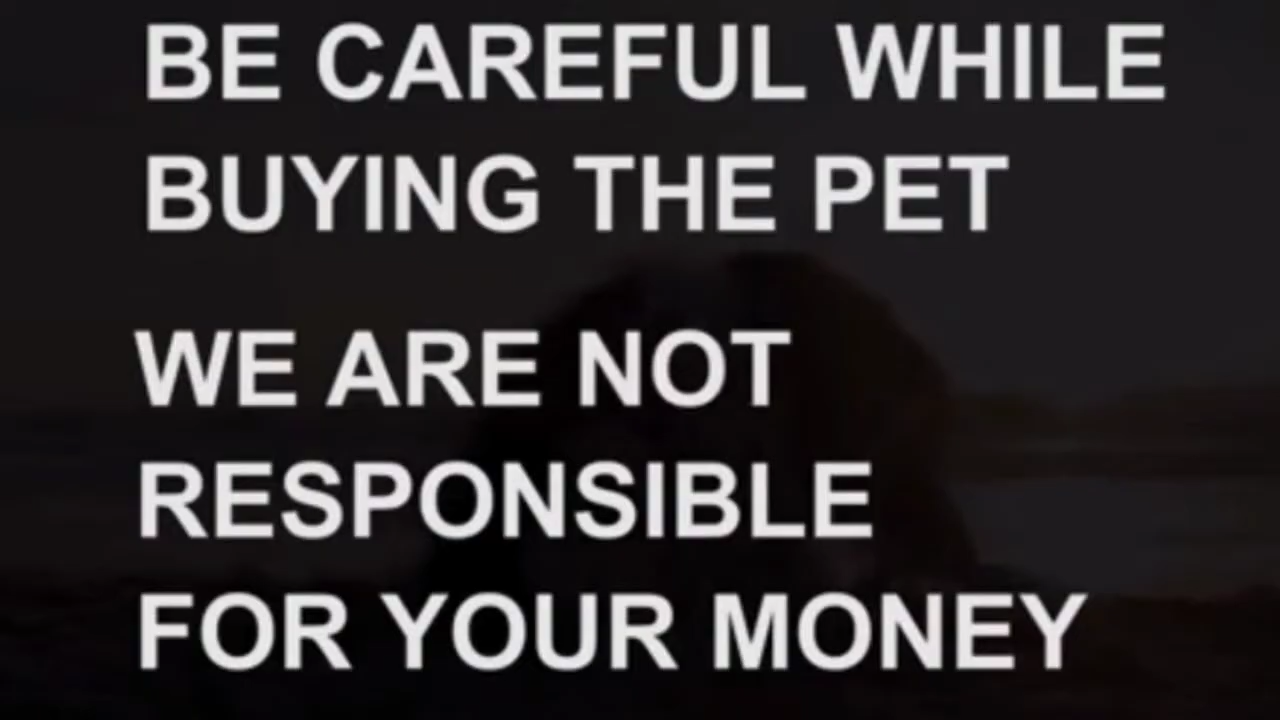 BE CAREFUL WHILE
BUYING THE PET
WE ARE NOT
RESPONSIBLE
FOR YOUR MONEY